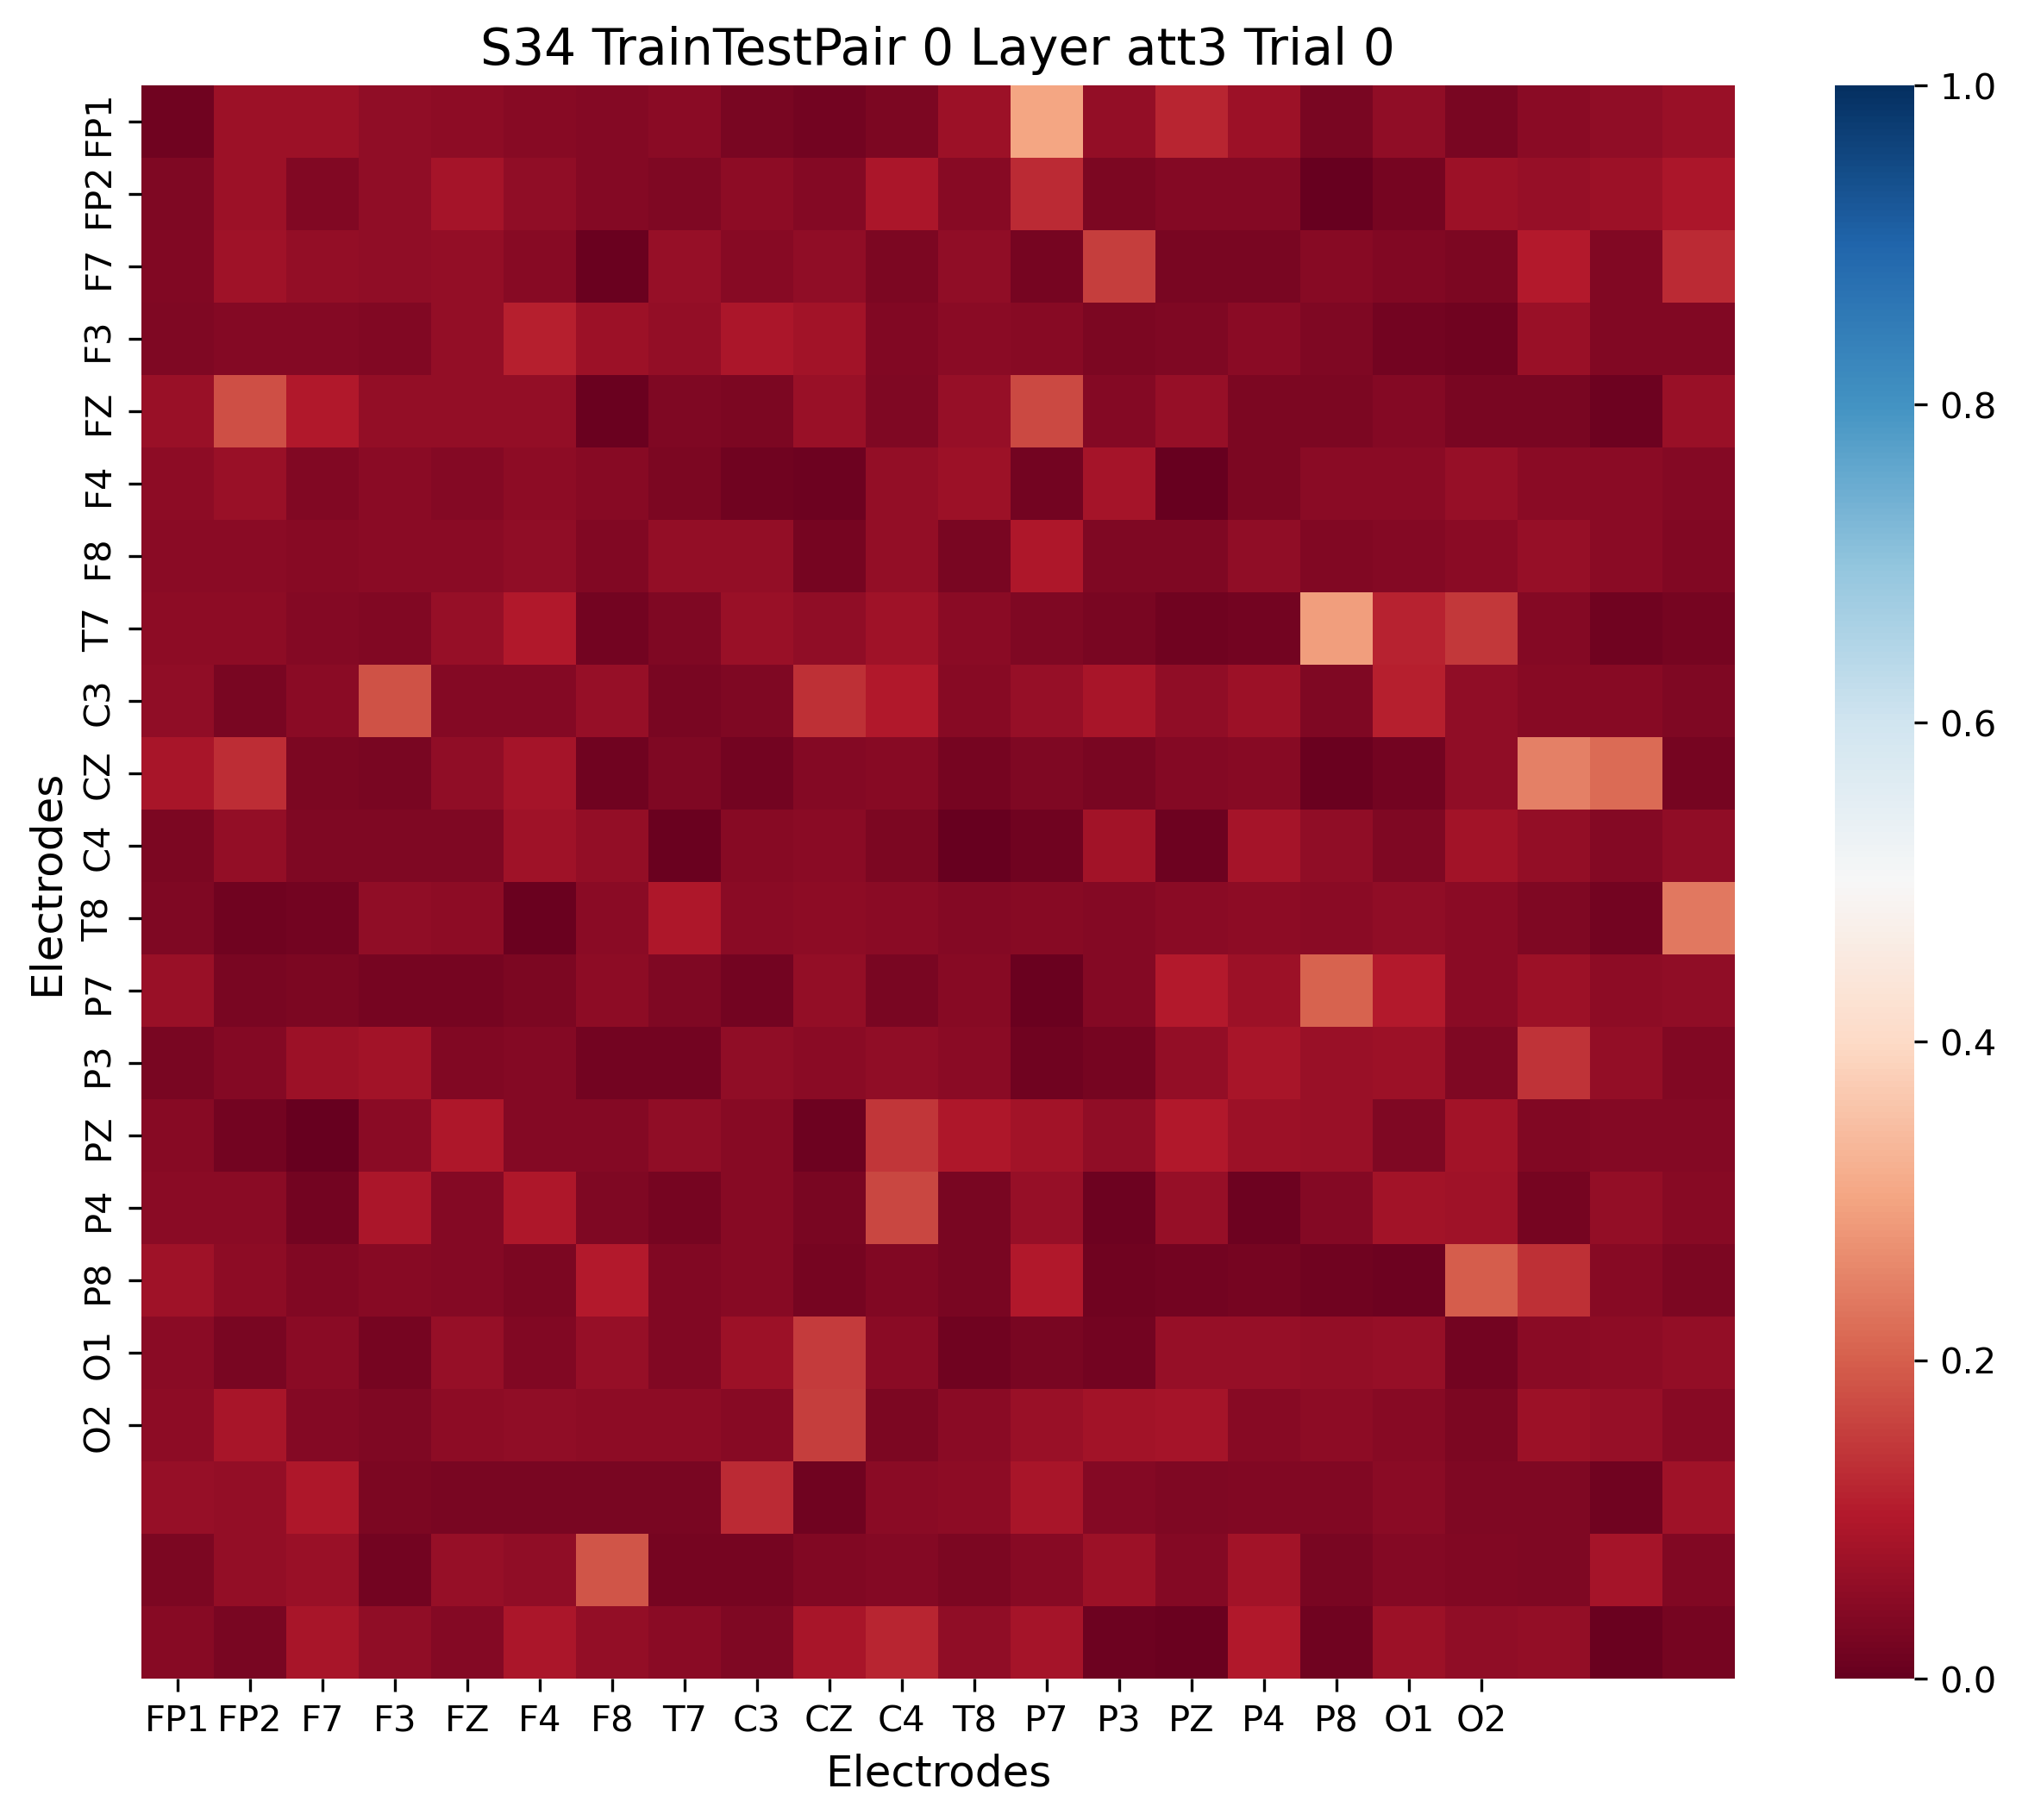 S34 TrainTestPair 0 Layer att3 Trial 0
Electrodes
FP1
FP2
F7
F3
FZ
F4
F8
T7
C3
CZ
C4
T8
P7
P3
PZ
P4
P8
O1
O2
FP1 FP2 F7 F3 FZ F4 F8 T7 C3 CZ C4 T8 P7 P3 PZ P4 P8 O1 O2
Electrodes
1.0
0.8
0.6
0.4
0.2
0.0